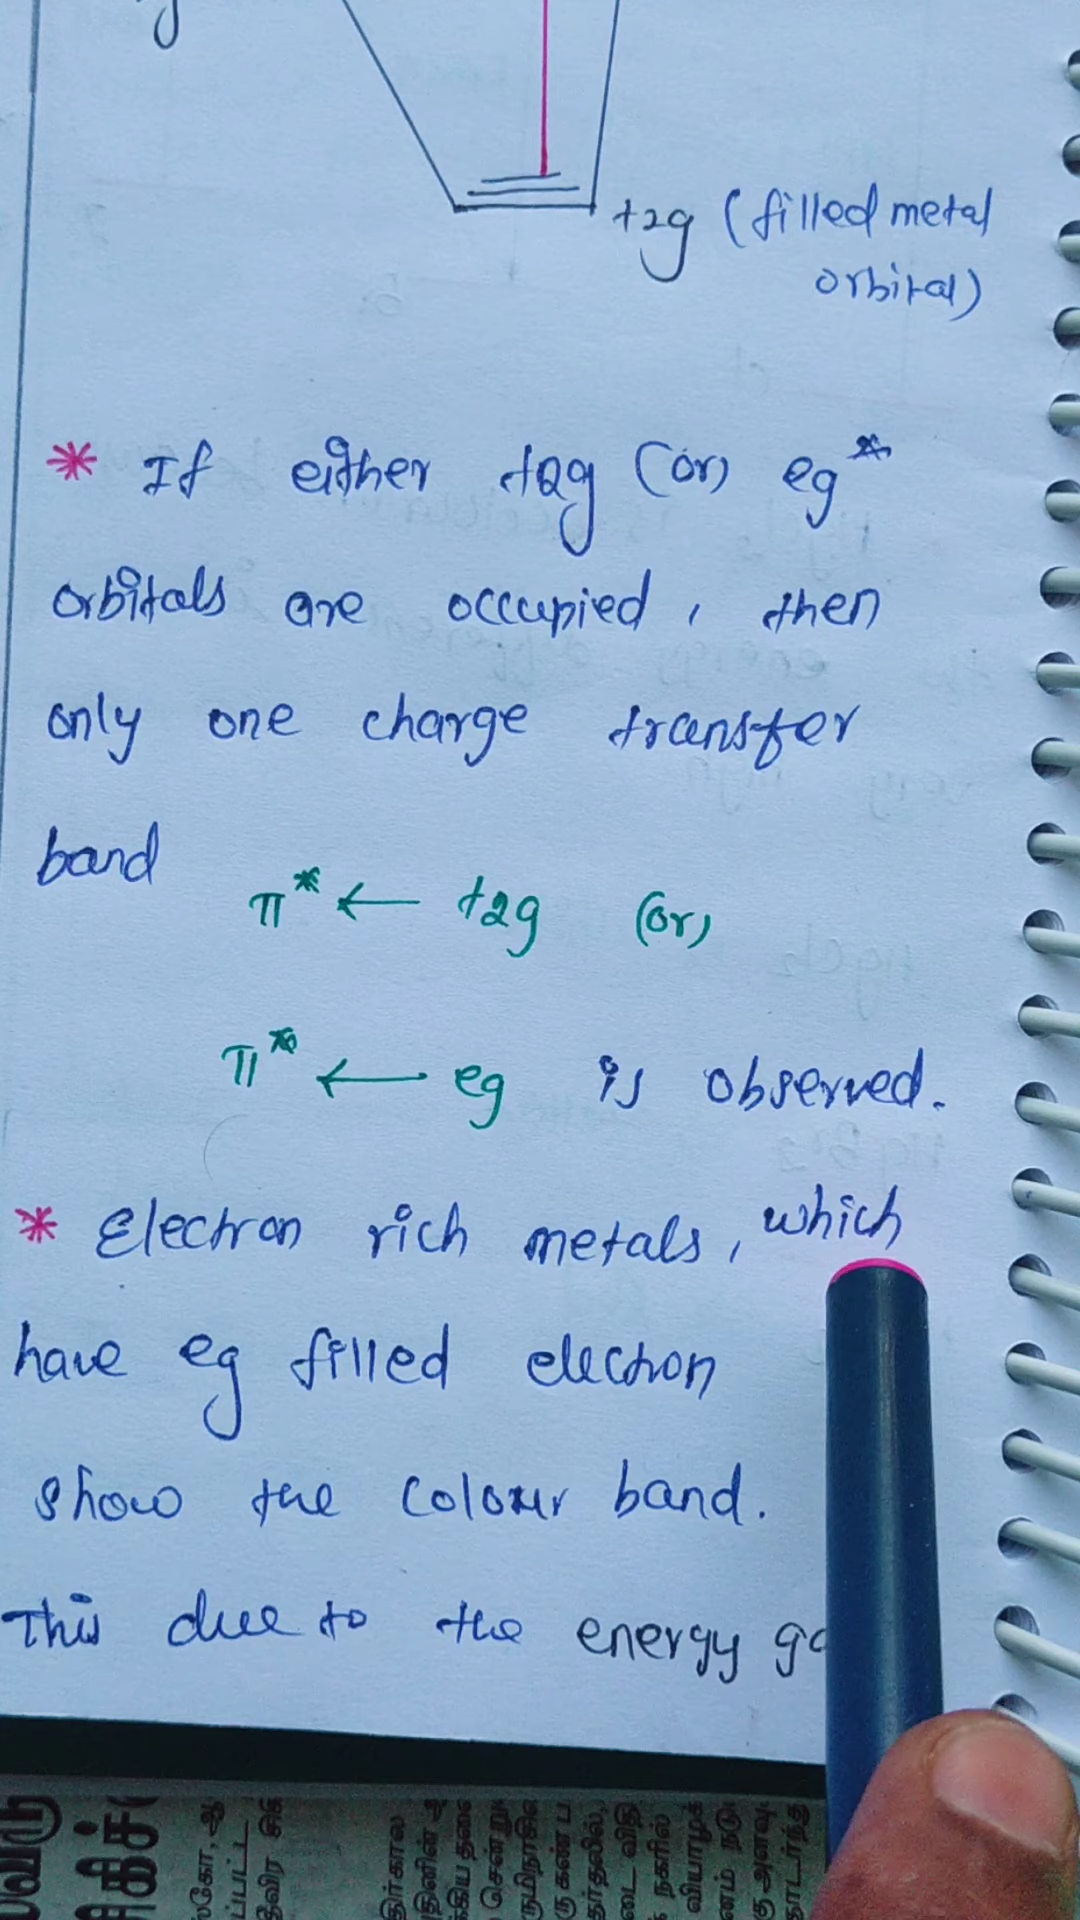 t2g (filled metal
orbital)
* If either t2g (or) eg*
orbitals are occupied, then
only one charge transfer
band
π* ← t2g (or)
π* ← eg is observed.
* Electron rich metals, which
have eg filled electron
show the colour band.
This due to the energy